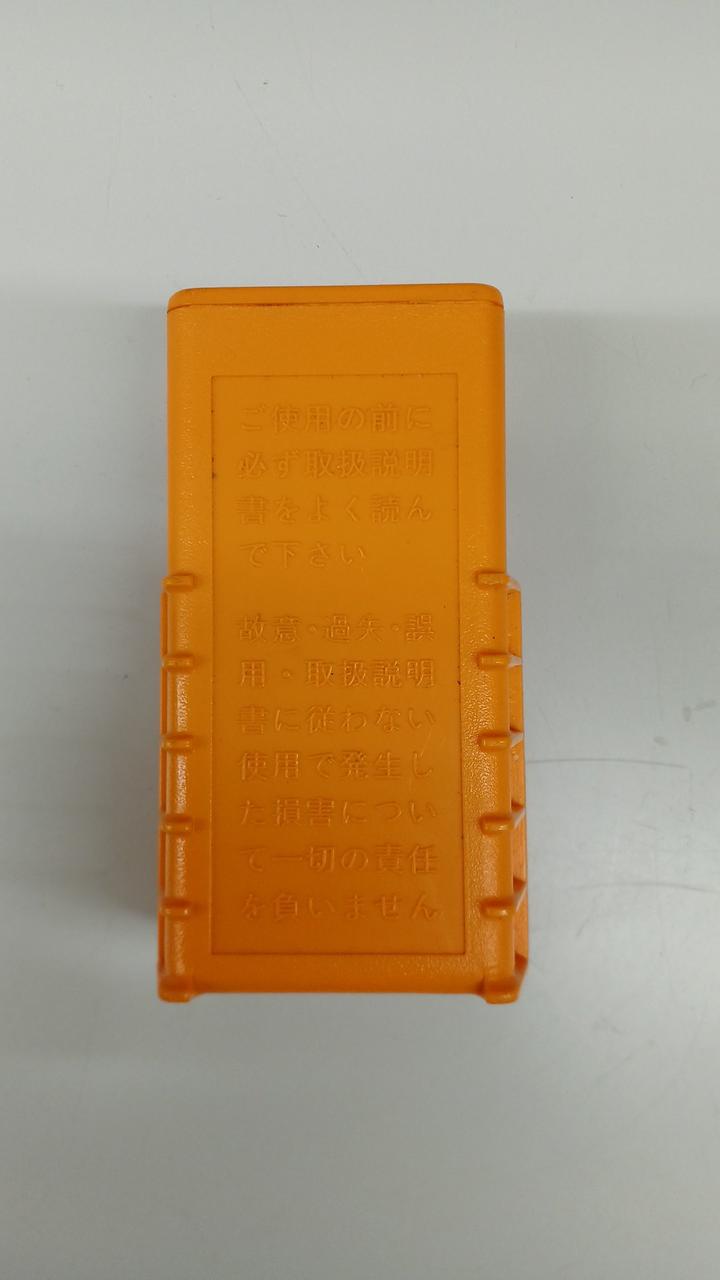 ご使用の前に
必ず取扱説明
書をよく読ん
で下さい
故意・過失・誤
用・取扱説明
書に従わない
使用で発生し
た損害につい
て一切の責任
を負いません